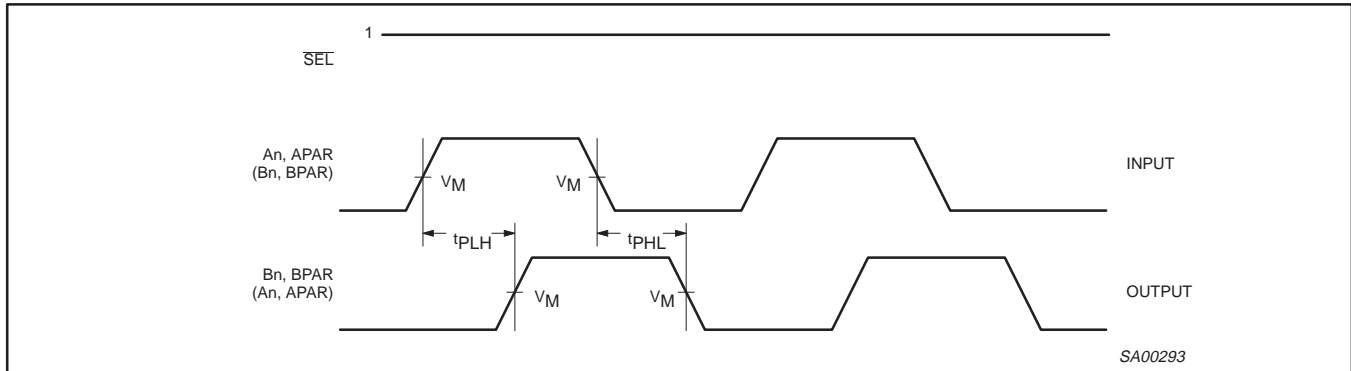 1
SEL
An, APAR
(Bn, BPAR)
VM
VM
INPUT
tPLH
tPHL
Bn, BPAR
(An, APAR)
VM
VM
OUTPUT
SA00293